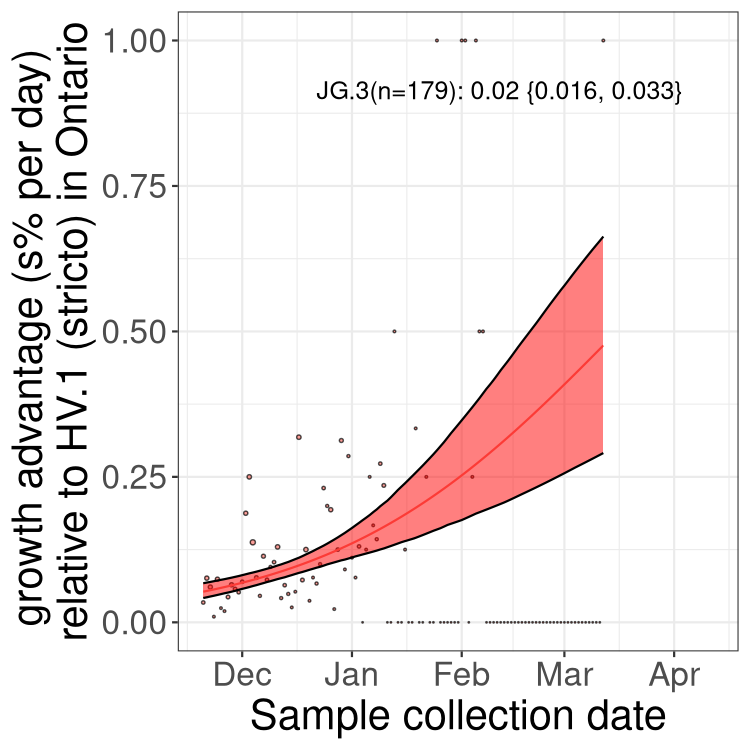 growth advantage (s% per day)
relative to HV.1 (stricto) in Ontario
1.00
JG.3(n=179): 0.02 {0.016, 0.033}
0.75
0.50
0.25
0.00
Dec Jan Feb Mar Apr
Sample collection date